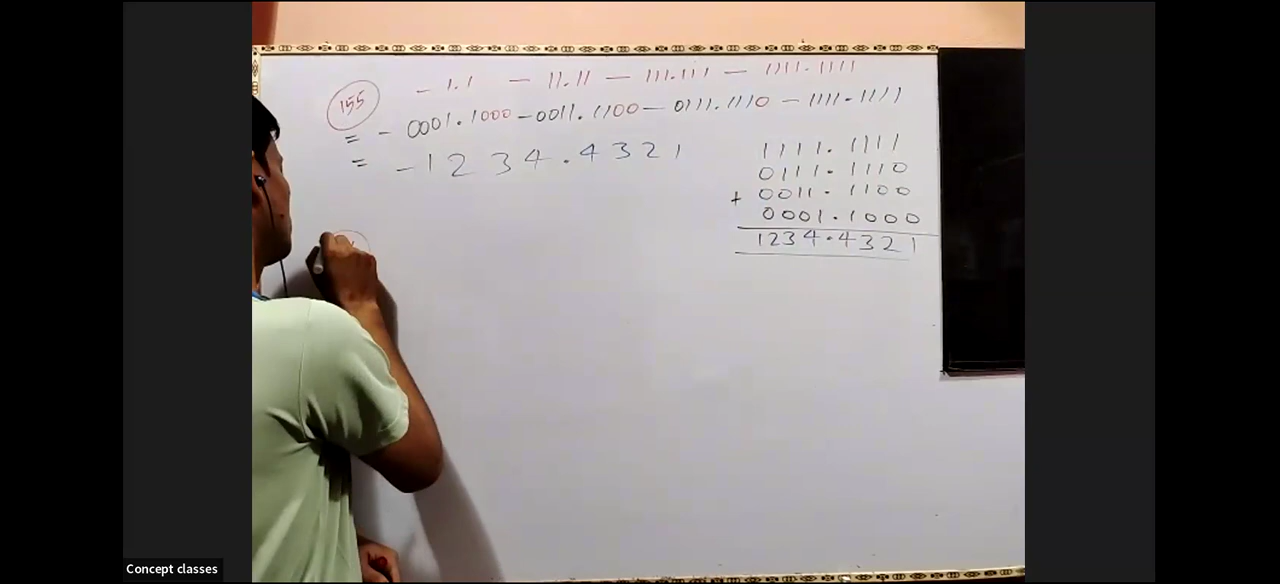 155 - 1.1 - 11.11 - 111.111 - 1111.1111
= - 0001.1000 - 0011.1100 - 0111.1110 - 1111.1111
= - 1 2 3 4 . 4 3 2 1
1111.1111
0111.1110
+ 0011.1100
0001.1000
1234.4321
Concept classes